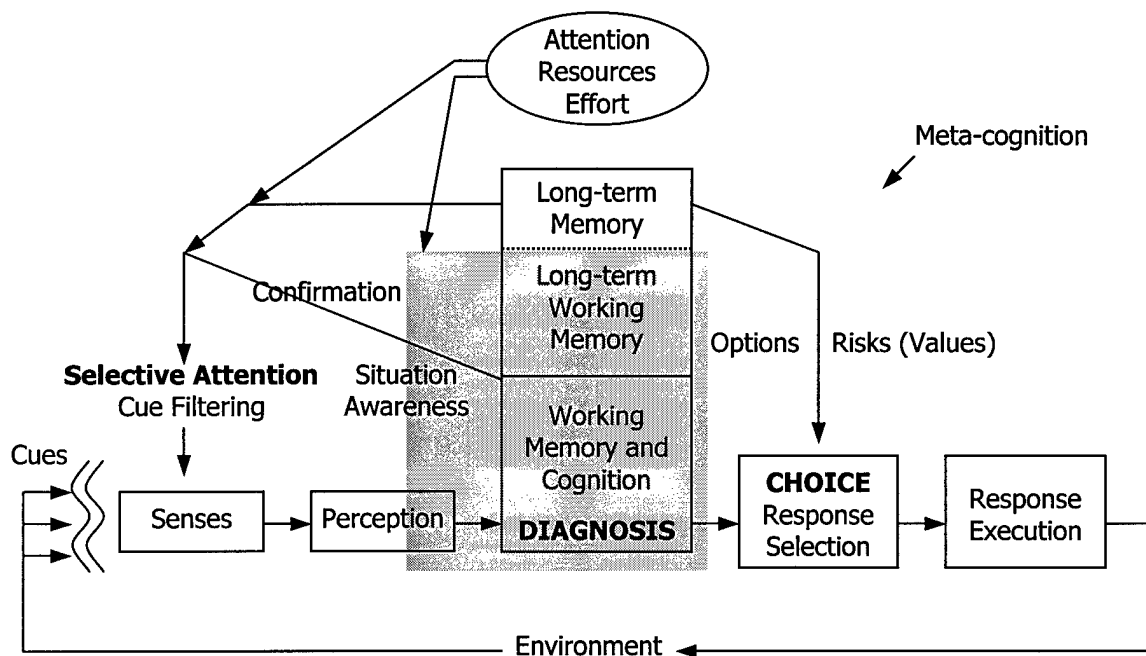 Attention
Resources
Effort
Meta-cognition
Long-term
Memory
Long-term
Working
Memory
Confirmation
Options
Risks (Values)
Selective Attention
Cue Filtering
Situation
Awareness
Working
Memory and
Cognition
DIAGNOSIS
Cues
Senses
Perception
CHOICE
Response
Selection
Response
Execution
Environment